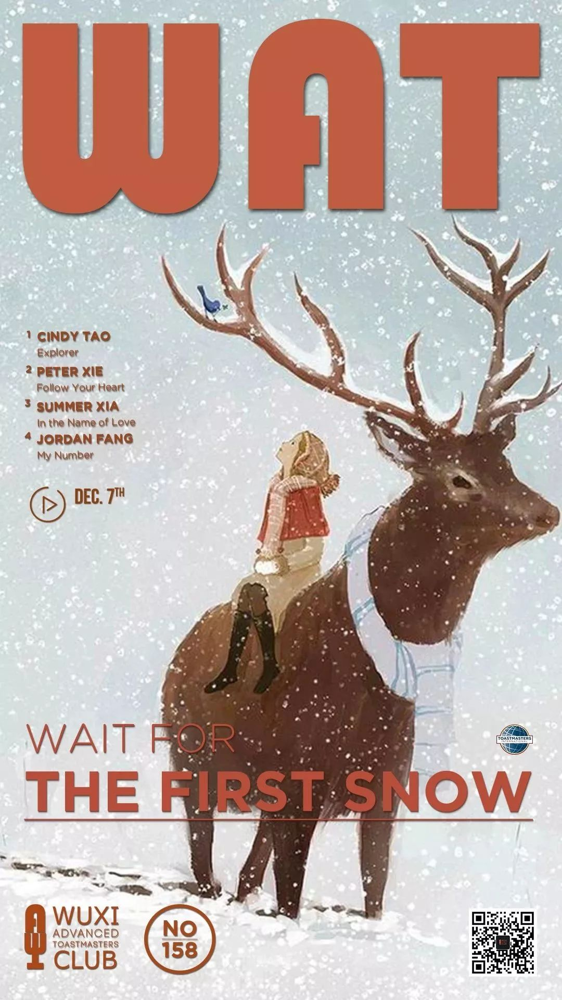 WAT
1 CINDY TAO
Explorer
2 PETER XIE
Follow Your Heart
3 SUMMER XIA
In the Name of Love
4 JORDAN FANG
My Number
DEC. 7TH
WAIT FOR
TOASTMASTERS
INTERNATIONAL
THE FIRST SNOW
WUXI
ADVANCED
TOASTMASTERS
CLUB
NO
158
WUXI
CLUB